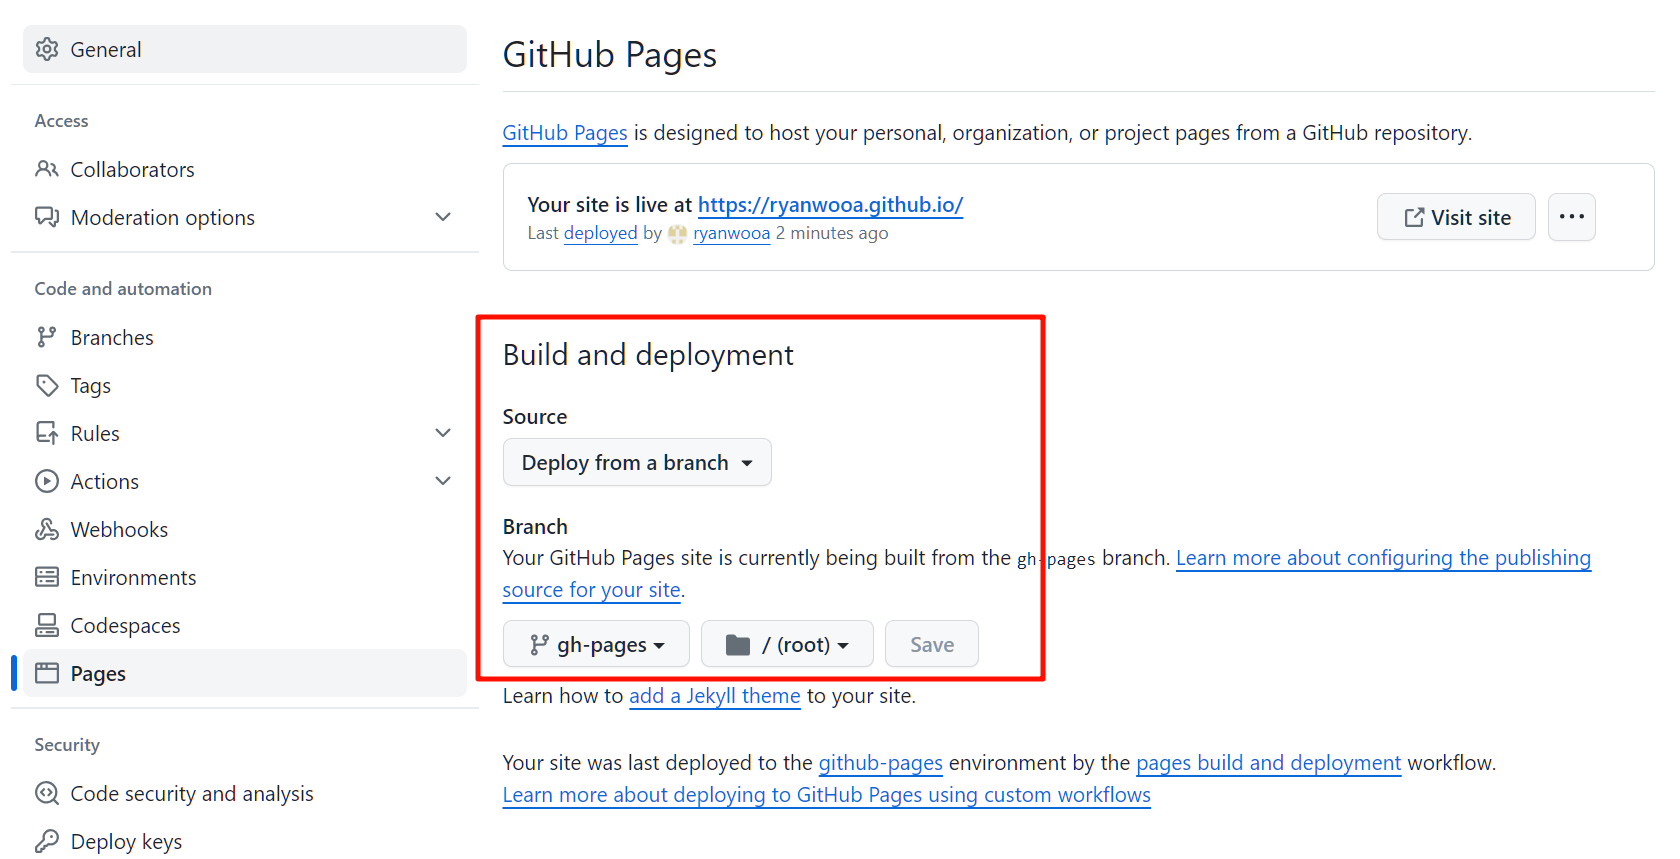 General
Access
Collaborators
Moderation options
Code and automation
Branches
Tags
Rules
Actions
Webhooks
Environments
Codespaces
Pages
Security
Code security and analysis
Deploy keys
GitHub Pages
GitHub Pages is designed to host your personal, organization, or project pages from a GitHub repository.
Your site is live at https://ryanwooa.github.io/
Last deployed by ryanwooa 2 minutes ago
Visit site
Build and deployment
Source
Deploy from a branch
Branch
Your GitHub Pages site is currently being built from the gh-pages branch. Learn more about configuring the publishing
source for your site.
gh-pages / (root) Save
Learn how to add a Jekyll theme to your site.
Your site was last deployed to the github-pages environment by the pages build and deployment workflow.
Learn more about deploying to GitHub Pages using custom workflows